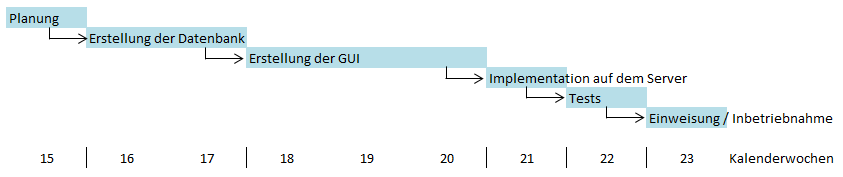 Planung
Erstellung der Datenbank
Erstellung der GUI
Implementation auf dem Server
Tests
Einweisung / Inbetriebnahme
15 16 17 18 19 20 21 22 23 Kalenderwochen